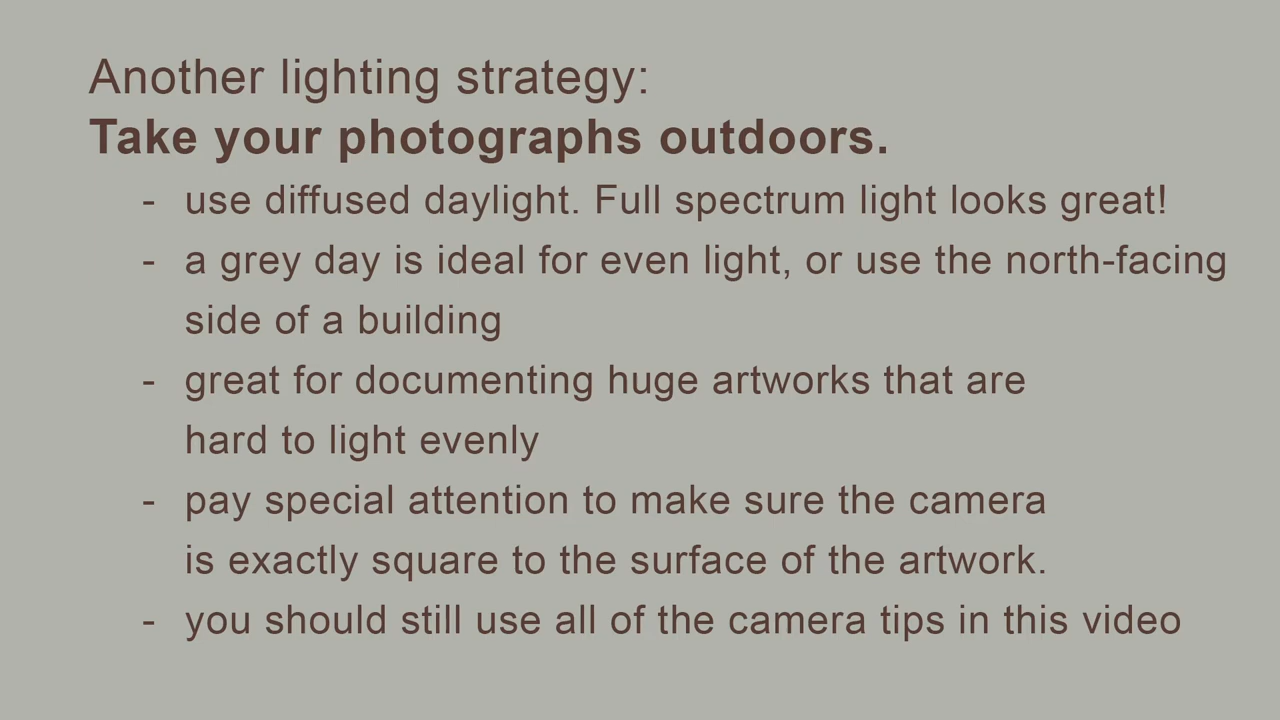 Another lighting strategy:
Take your photographs outdoors.
- use diffused daylight. Full spectrum light looks great!
- a grey day is ideal for even light, or use the north-facing
side of a building
- great for documenting huge artworks that are
hard to light evenly
- pay special attention to make sure the camera
is exactly square to the surface of the artwork.
- you should still use all of the camera tips in this video